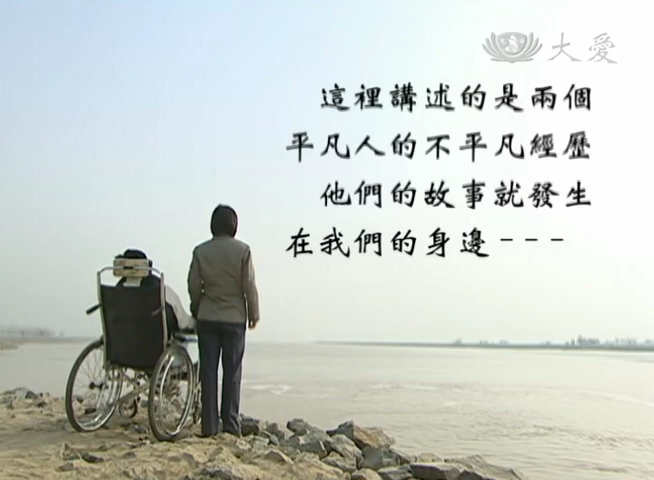 大愛
這裡講述的是兩個
平凡人的不平凡經歷
他們的故事就發生
在我們的身邊---